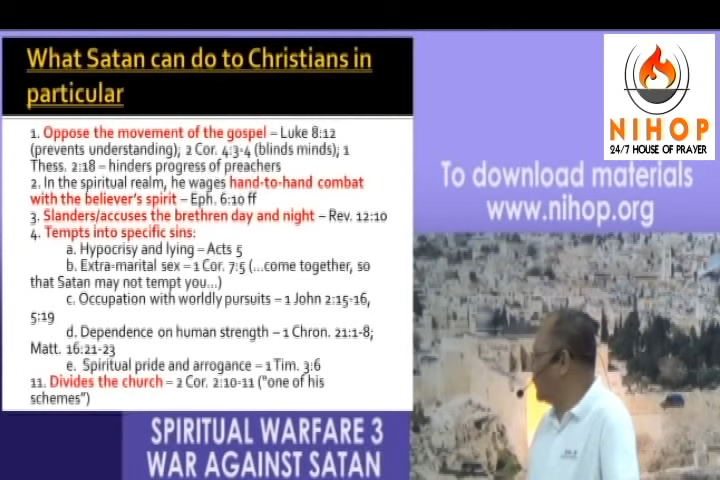 What Satan can do to Christians in
particular
1. Oppose the movement of the gospel – Luke 8:12
(prevents understanding); 2 Cor. 4:3-4 (blinds minds); 1
Thess. 2:18 – hinders progress of preachers
2. In the spiritual realm, he wages hand-to-hand combat
with the believer's spirit – Eph. 6:10 ff
3. Slanders/accuses the brethren day and night – Rev. 12:10
4. Tempts into specific sins:
a. Hypocrisy and lying – Acts 5
b. Extra-marital sex – 1 Cor. 7:5 (...come together, so
that Satan may not tempt you...)
c. Occupation with worldly pursuits – 1 John 2:15-16,
5:19
d. Dependence on human strength – 1 Chron. 21:1-8;
Matt. 16:21-23
e. Spiritual pride and arrogance – 1 Tim. 3:6
11. Divides the church – 2 Cor. 2:10-11 ("one of his
schemes")
NIHOP
24/7 HOUSE OF PRAYER
To download materials
www.nihop.org
SPIRITUAL WARFARE 3
WAR AGAINST SATAN